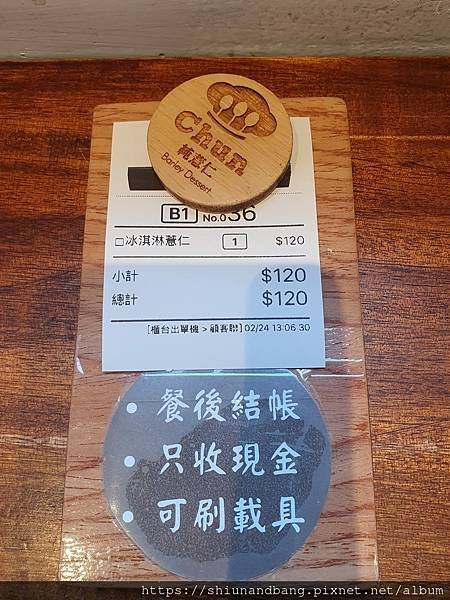 Chun
純薏仁
Barley Dessert
B1 No.036
□冰淇淋薏仁 1 $120
小計 $120
總計 $120
[櫃台出單機 > 顧客聯] 02/24 13:06:30
• 餐後結帳
• 只收現金
• 可刷載具
https://shiunandbang.pixnet.net/album